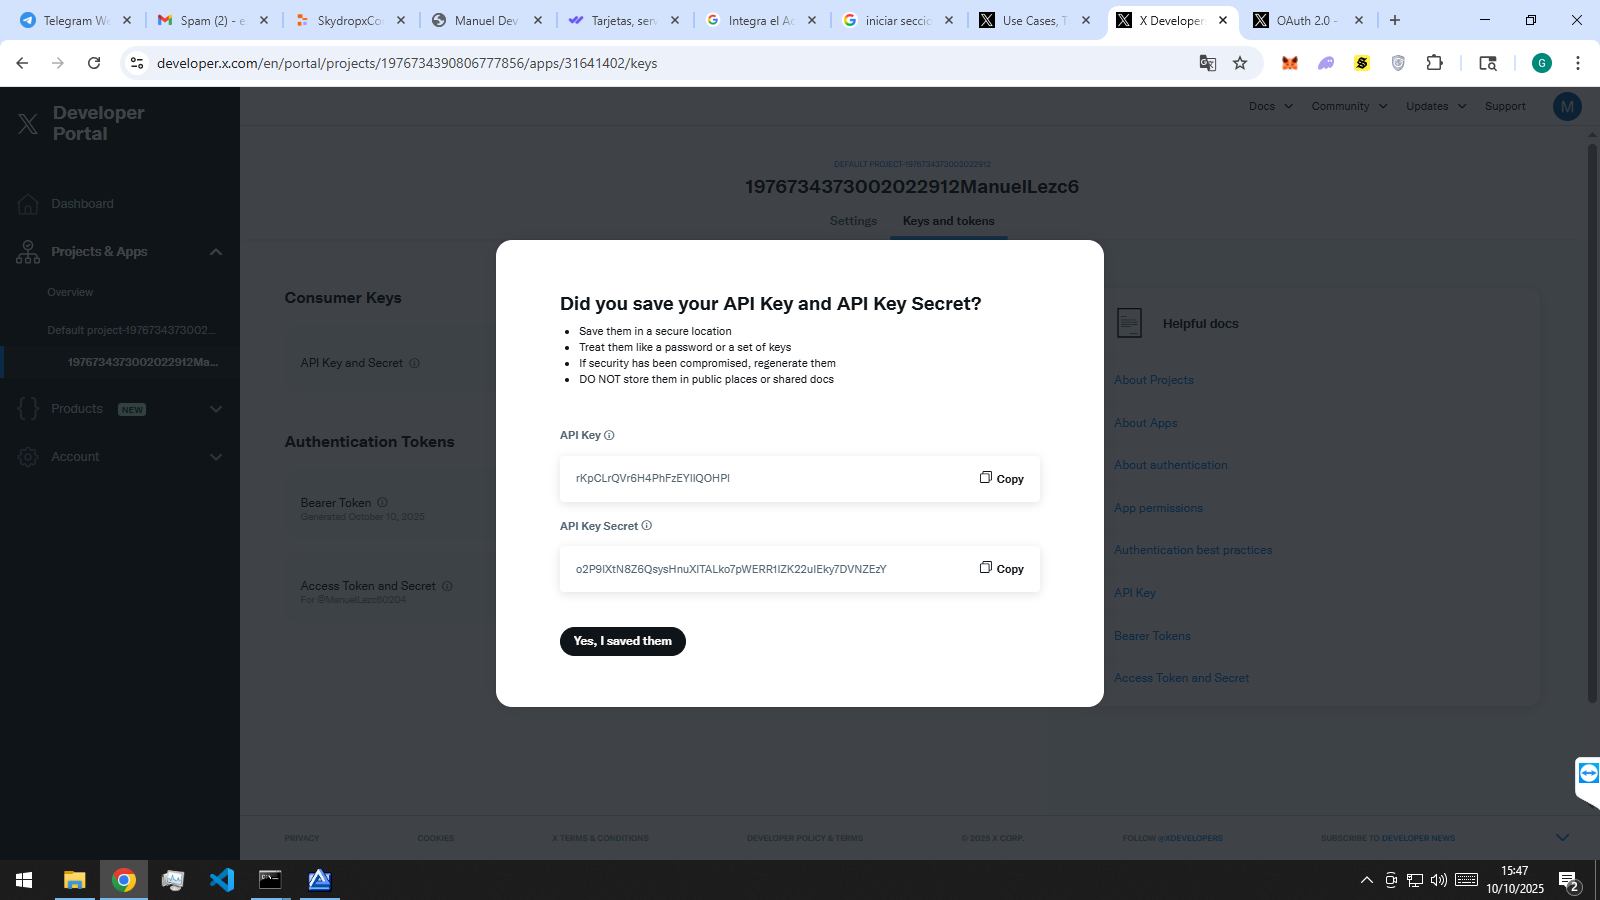 Telegram We
Spam (2) - e
SkydropxCo
Manuel Dev
Tarjetas, serv
Integra el Ac
iniciar secci
Use Cases, T
X Developer
OAuth 2.0 -
developer.x.com/en/portal/projects/1976734390806777856/apps/31641402/keys
G
Developer
Portal
Docs
Community
Updates
Support
M
DEFAULT PROJECT-1976734373002022912
1976734373002022912ManuelLezc6
Settings
Keys and tokens
Dashboard
Projects & Apps
Overview
Default project-1976734373002...
1976734373002022912Ma...
Products NEW
Account
Consumer Keys
API Key and Secret
Authentication Tokens
Bearer Token
Generated October 10, 2025
Access Token and Secret
For @ManuelLezc60204
Did you save your API Key and API Key Secret?
Save them in a secure location
Treat them like a password or a set of keys
If security has been compromised, regenerate them
DO NOT store them in public places or shared docs
API Key
rKpCLrQVr6H4PhFzEYIIQOHPI
Copy
API Key Secret
o2P9IXtN8Z6QsysHnuXITALko7pWERR1IZK22uIEky7DVNZEzY
Copy
Yes, I saved them
Helpful docs
About Projects
About Apps
About authentication
App permissions
Authentication best practices
API Key
Bearer Tokens
Access Token and Secret
PRIVACY
COOKIES
X TERMS & CONDITIONS
DEVELOPER POLICY & TERMS
© 2025 X CORP.
FOLLOW @XDEVELOPERS
SUBSCRIBE TO DEVELOPER NEWS
15:47
10/10/2025
2